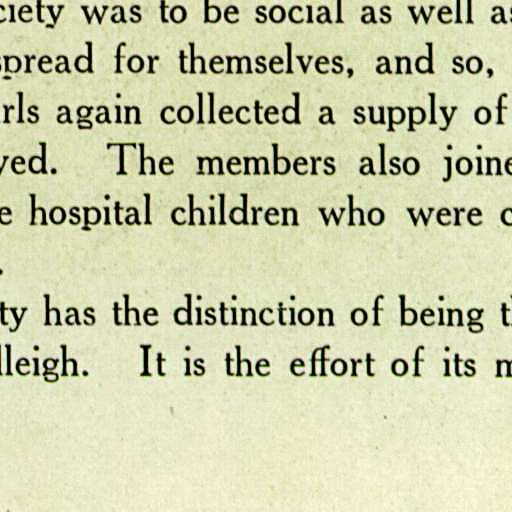 ciety was to be social as well as
spread for themselves, and so,
rls again collected a supply of
yed. The members also joine
e hospital children who were c
.
ty has the distinction of being t
lleigh. It is the effort of its m